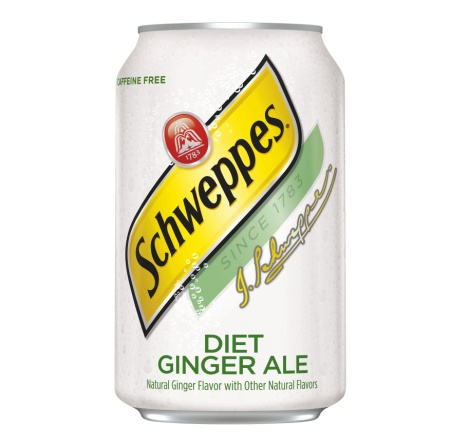 CAFFEINE FREE
1783
Schweppes
SINCE 1783
J. Schweppe
DIET
GINGER ALE
Natural Ginger Flavor with Other Natural Flavors